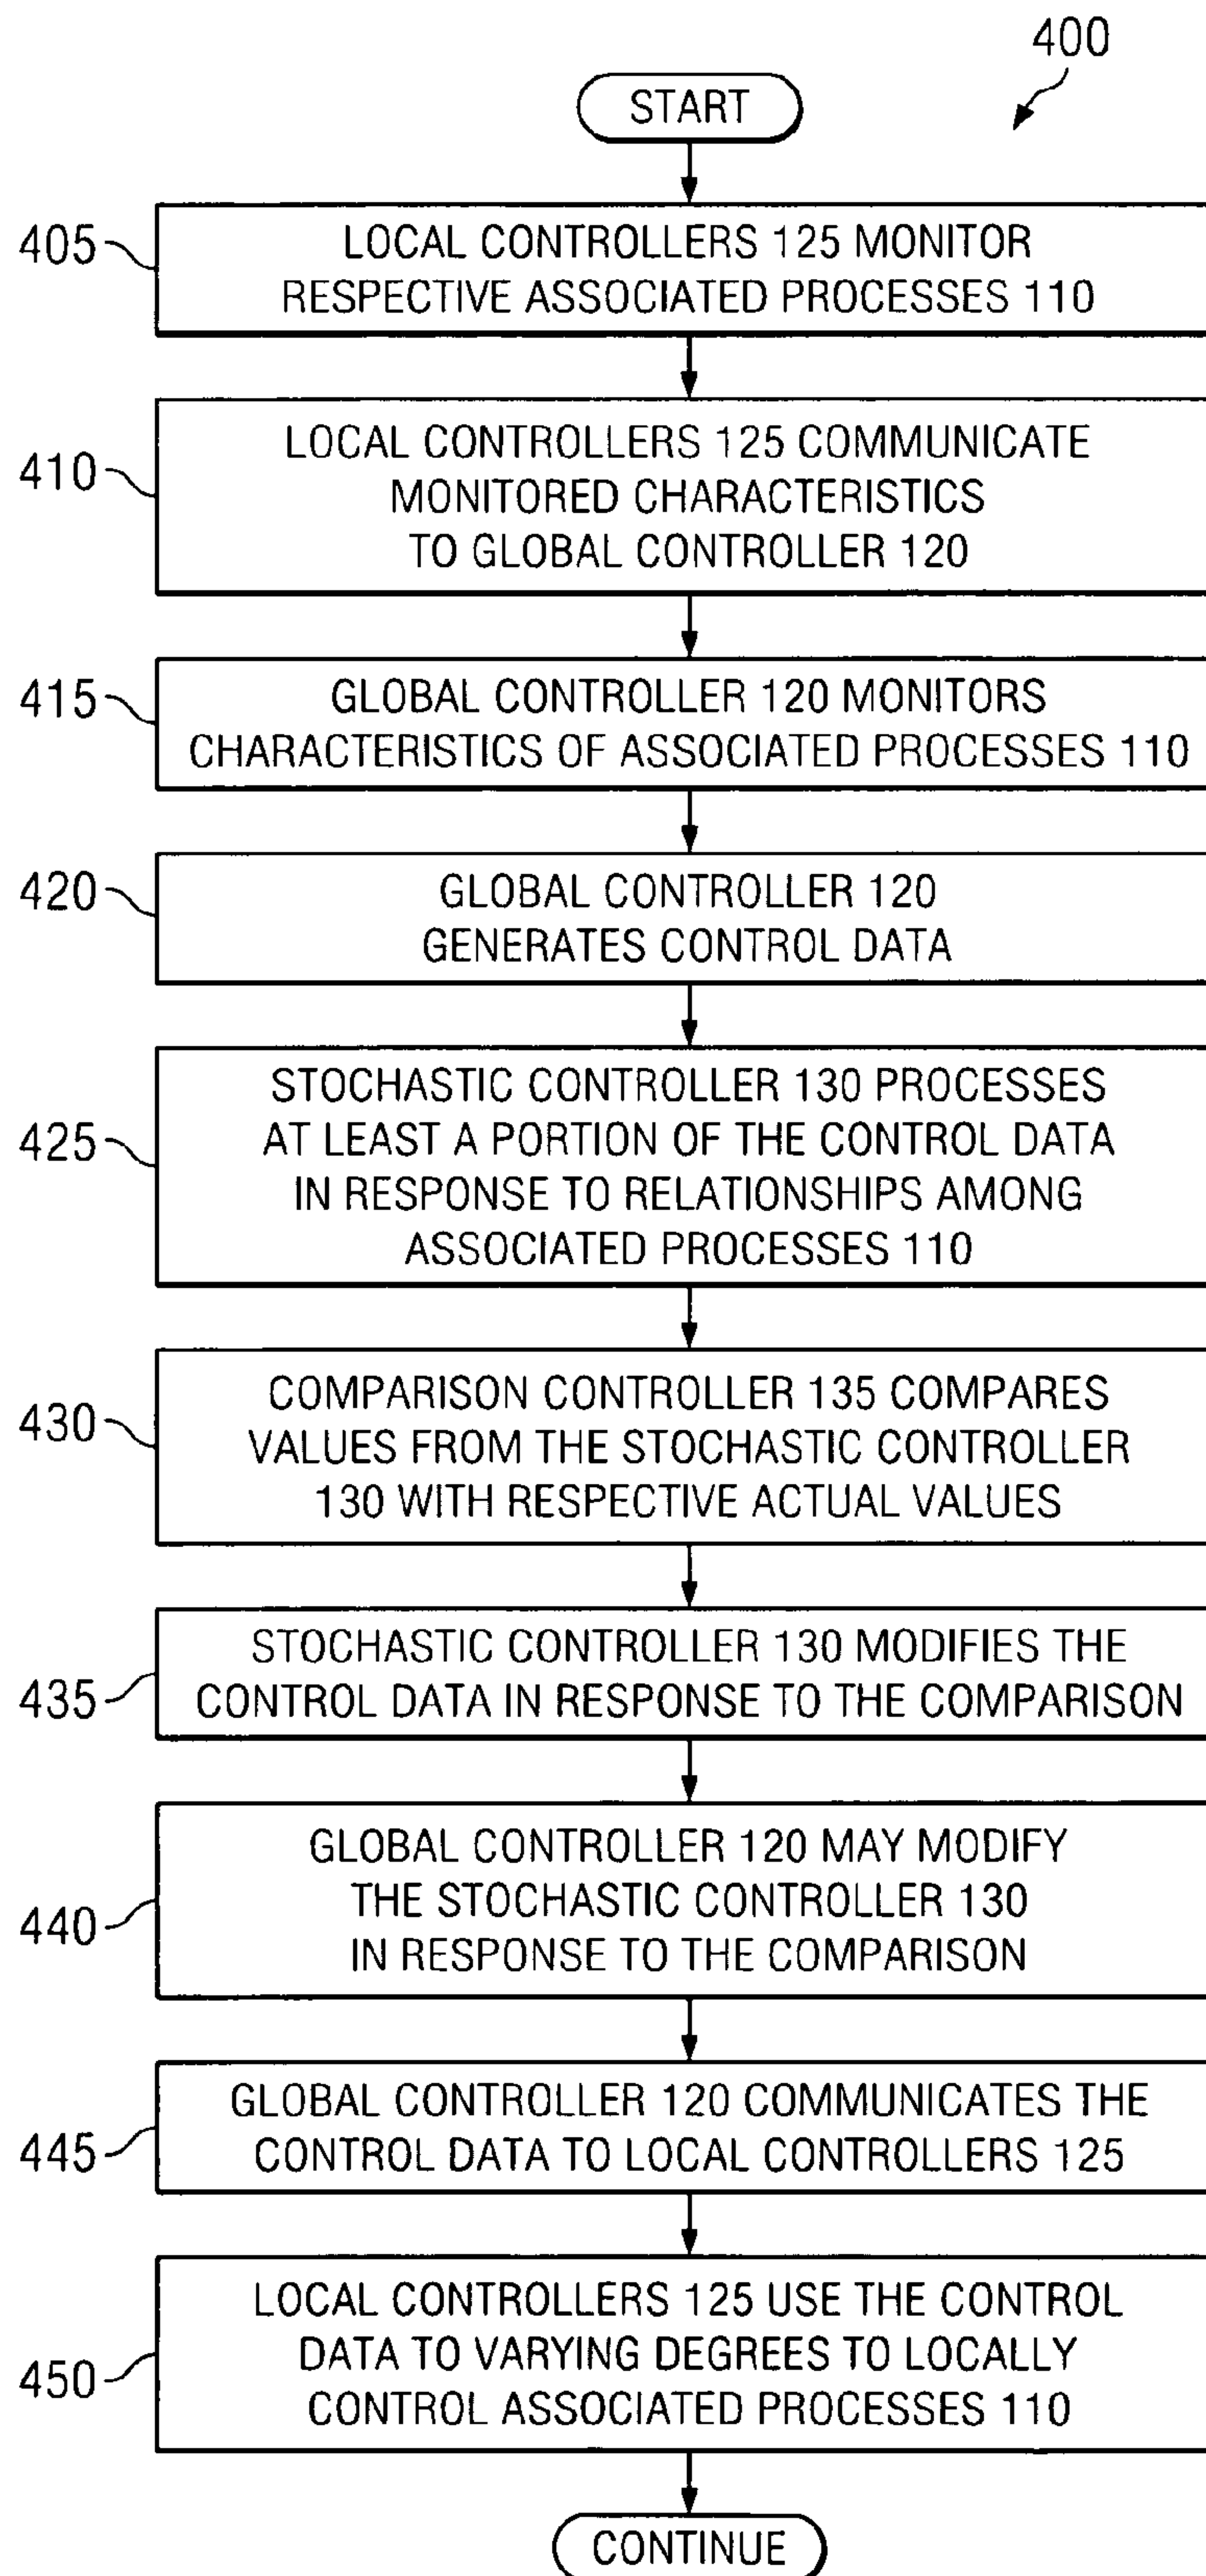 400
START
405
LOCAL CONTROLLERS 125 MONITOR
RESPECTIVE ASSOCIATED PROCESSES 110
410
LOCAL CONTROLLERS 125 COMMUNICATE
MONITORED CHARACTERISTICS
TO GLOBAL CONTROLLER 120
415
GLOBAL CONTROLLER 120 MONITORS
CHARACTERISTICS OF ASSOCIATED PROCESSES 110
420
GLOBAL CONTROLLER 120
GENERATES CONTROL DATA
425
STOCHASTIC CONTROLLER 130 PROCESSES
AT LEAST A PORTION OF THE CONTROL DATA
IN RESPONSE TO RELATIONSHIPS AMONG
ASSOCIATED PROCESSES 110
430
COMPARISON CONTROLLER 135 COMPARES
VALUES FROM THE STOCHASTIC CONTROLLER
130 WITH RESPECTIVE ACTUAL VALUES
435
STOCHASTIC CONTROLLER 130 MODIFIES THE
CONTROL DATA IN RESPONSE TO THE COMPARISON
440
GLOBAL CONTROLLER 120 MAY MODIFY
THE STOCHASTIC CONTROLLER 130
IN RESPONSE TO THE COMPARISON
445
GLOBAL CONTROLLER 120 COMMUNICATES THE
CONTROL DATA TO LOCAL CONTROLLERS 125
450
LOCAL CONTROLLERS 125 USE THE CONTROL
DATA TO VARYING DEGREES TO LOCALLY
CONTROL ASSOCIATED PROCESSES 110
CONTINUE